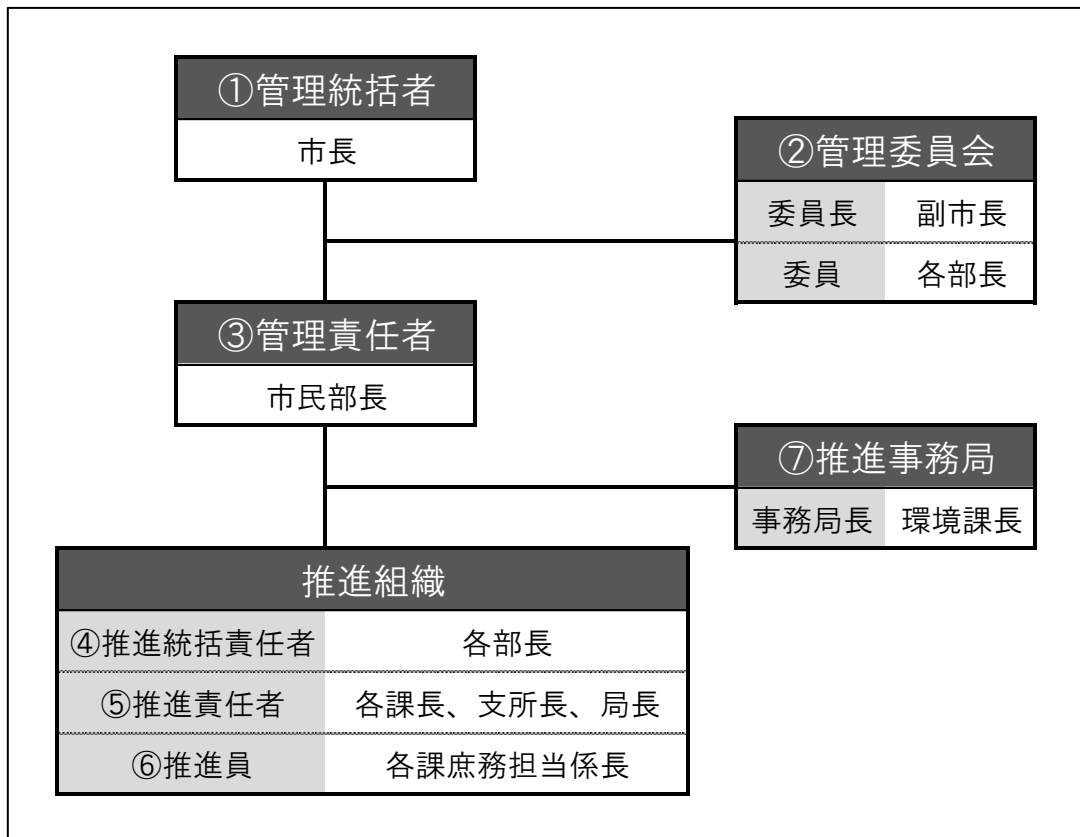 ①管理統括者
市長
②管理委員会
委員長 副市長
委員 各部長
③管理責任者
市民部長
⑦推進事務局
事務局長 環境課長
推進組織
④推進統括責任者 各部長
⑤推進責任者 各課長、支所長、局長
⑥推進員 各課庶務担当係長